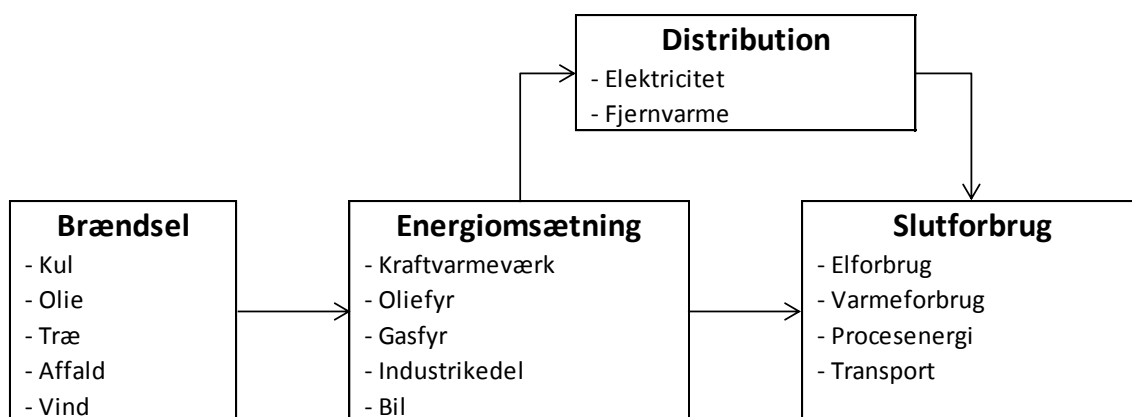 Distribution
- Elektricitet
- Fjernvarme
Brændsel
- Kul
- Olie
- Træ
- Affald
- Vind
Energiomsætning
- Kraftvarmeværk
- Oliefyr
- Gasfyr
- Industrikedel
- Bil
Slutforbrug
- Elforbrug
- Varmeforbrug
- Procesenergi
- Transport